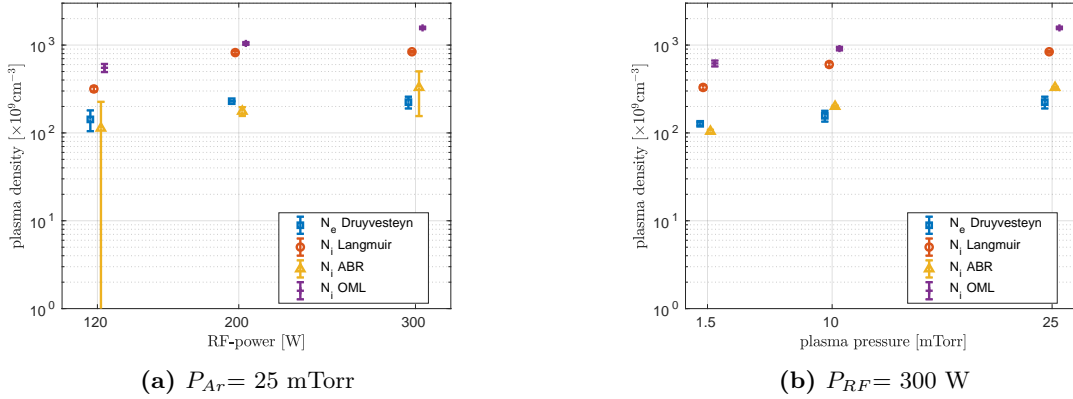 plasma density [×10⁹cm⁻³]
10³
10²
10¹
10⁰
120
200
300
RF-power [W]
N_e Druyvesteyn
N_i Langmuir
N_i ABR
N_i OML
(a) P_Ar= 25 mTorr
plasma density [×10⁹cm⁻³]
10³
10²
10¹
10⁰
1.5
10
25
plasma pressure [mTorr]
N_e Druyvesteyn
N_i Langmuir
N_i ABR
N_i OML
(b) P_RF= 300 W